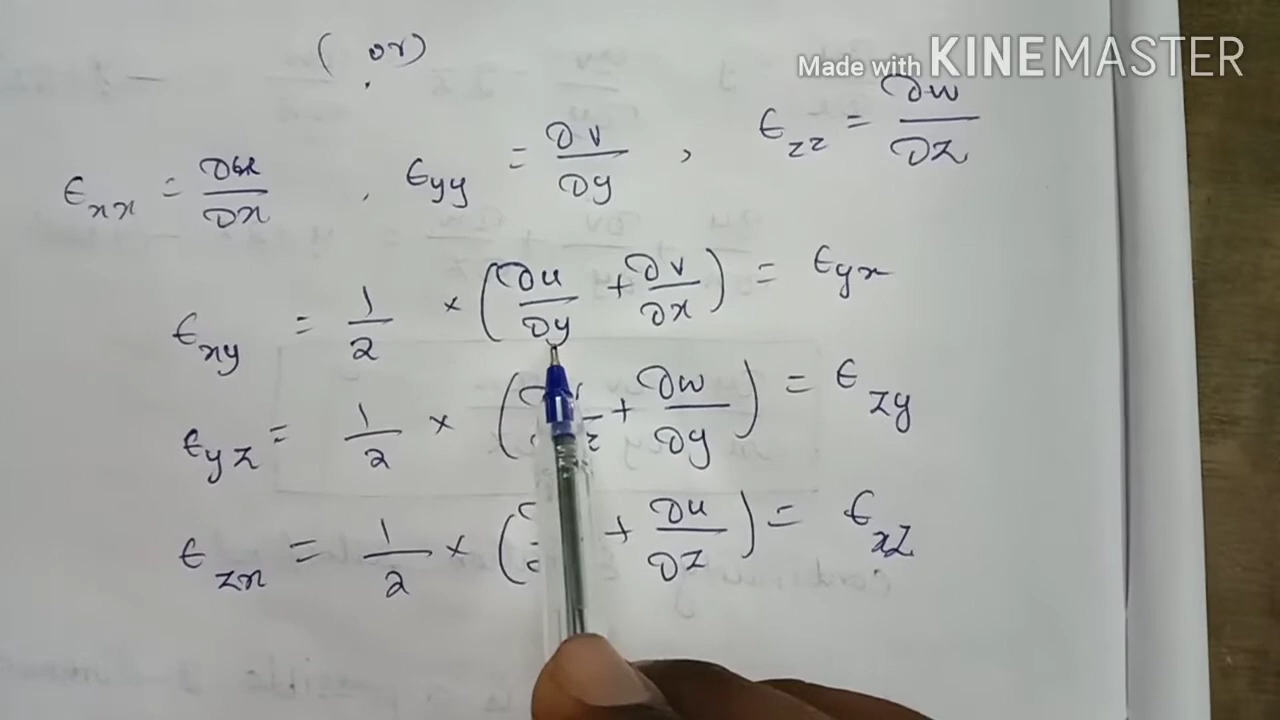 Made with KINEMASTER
(or)
ϵxx = ∂u/∂x , ϵyy = ∂v/∂y , ϵzz = ∂w/∂z
ϵxy = 1/2 × (∂u/∂y + ∂v/∂x) = ϵyx
ϵyz = 1/2 × ( + ∂w/∂y) = ϵzy
ϵzx = 1/2 × ( + ∂u/∂z) = ϵxz